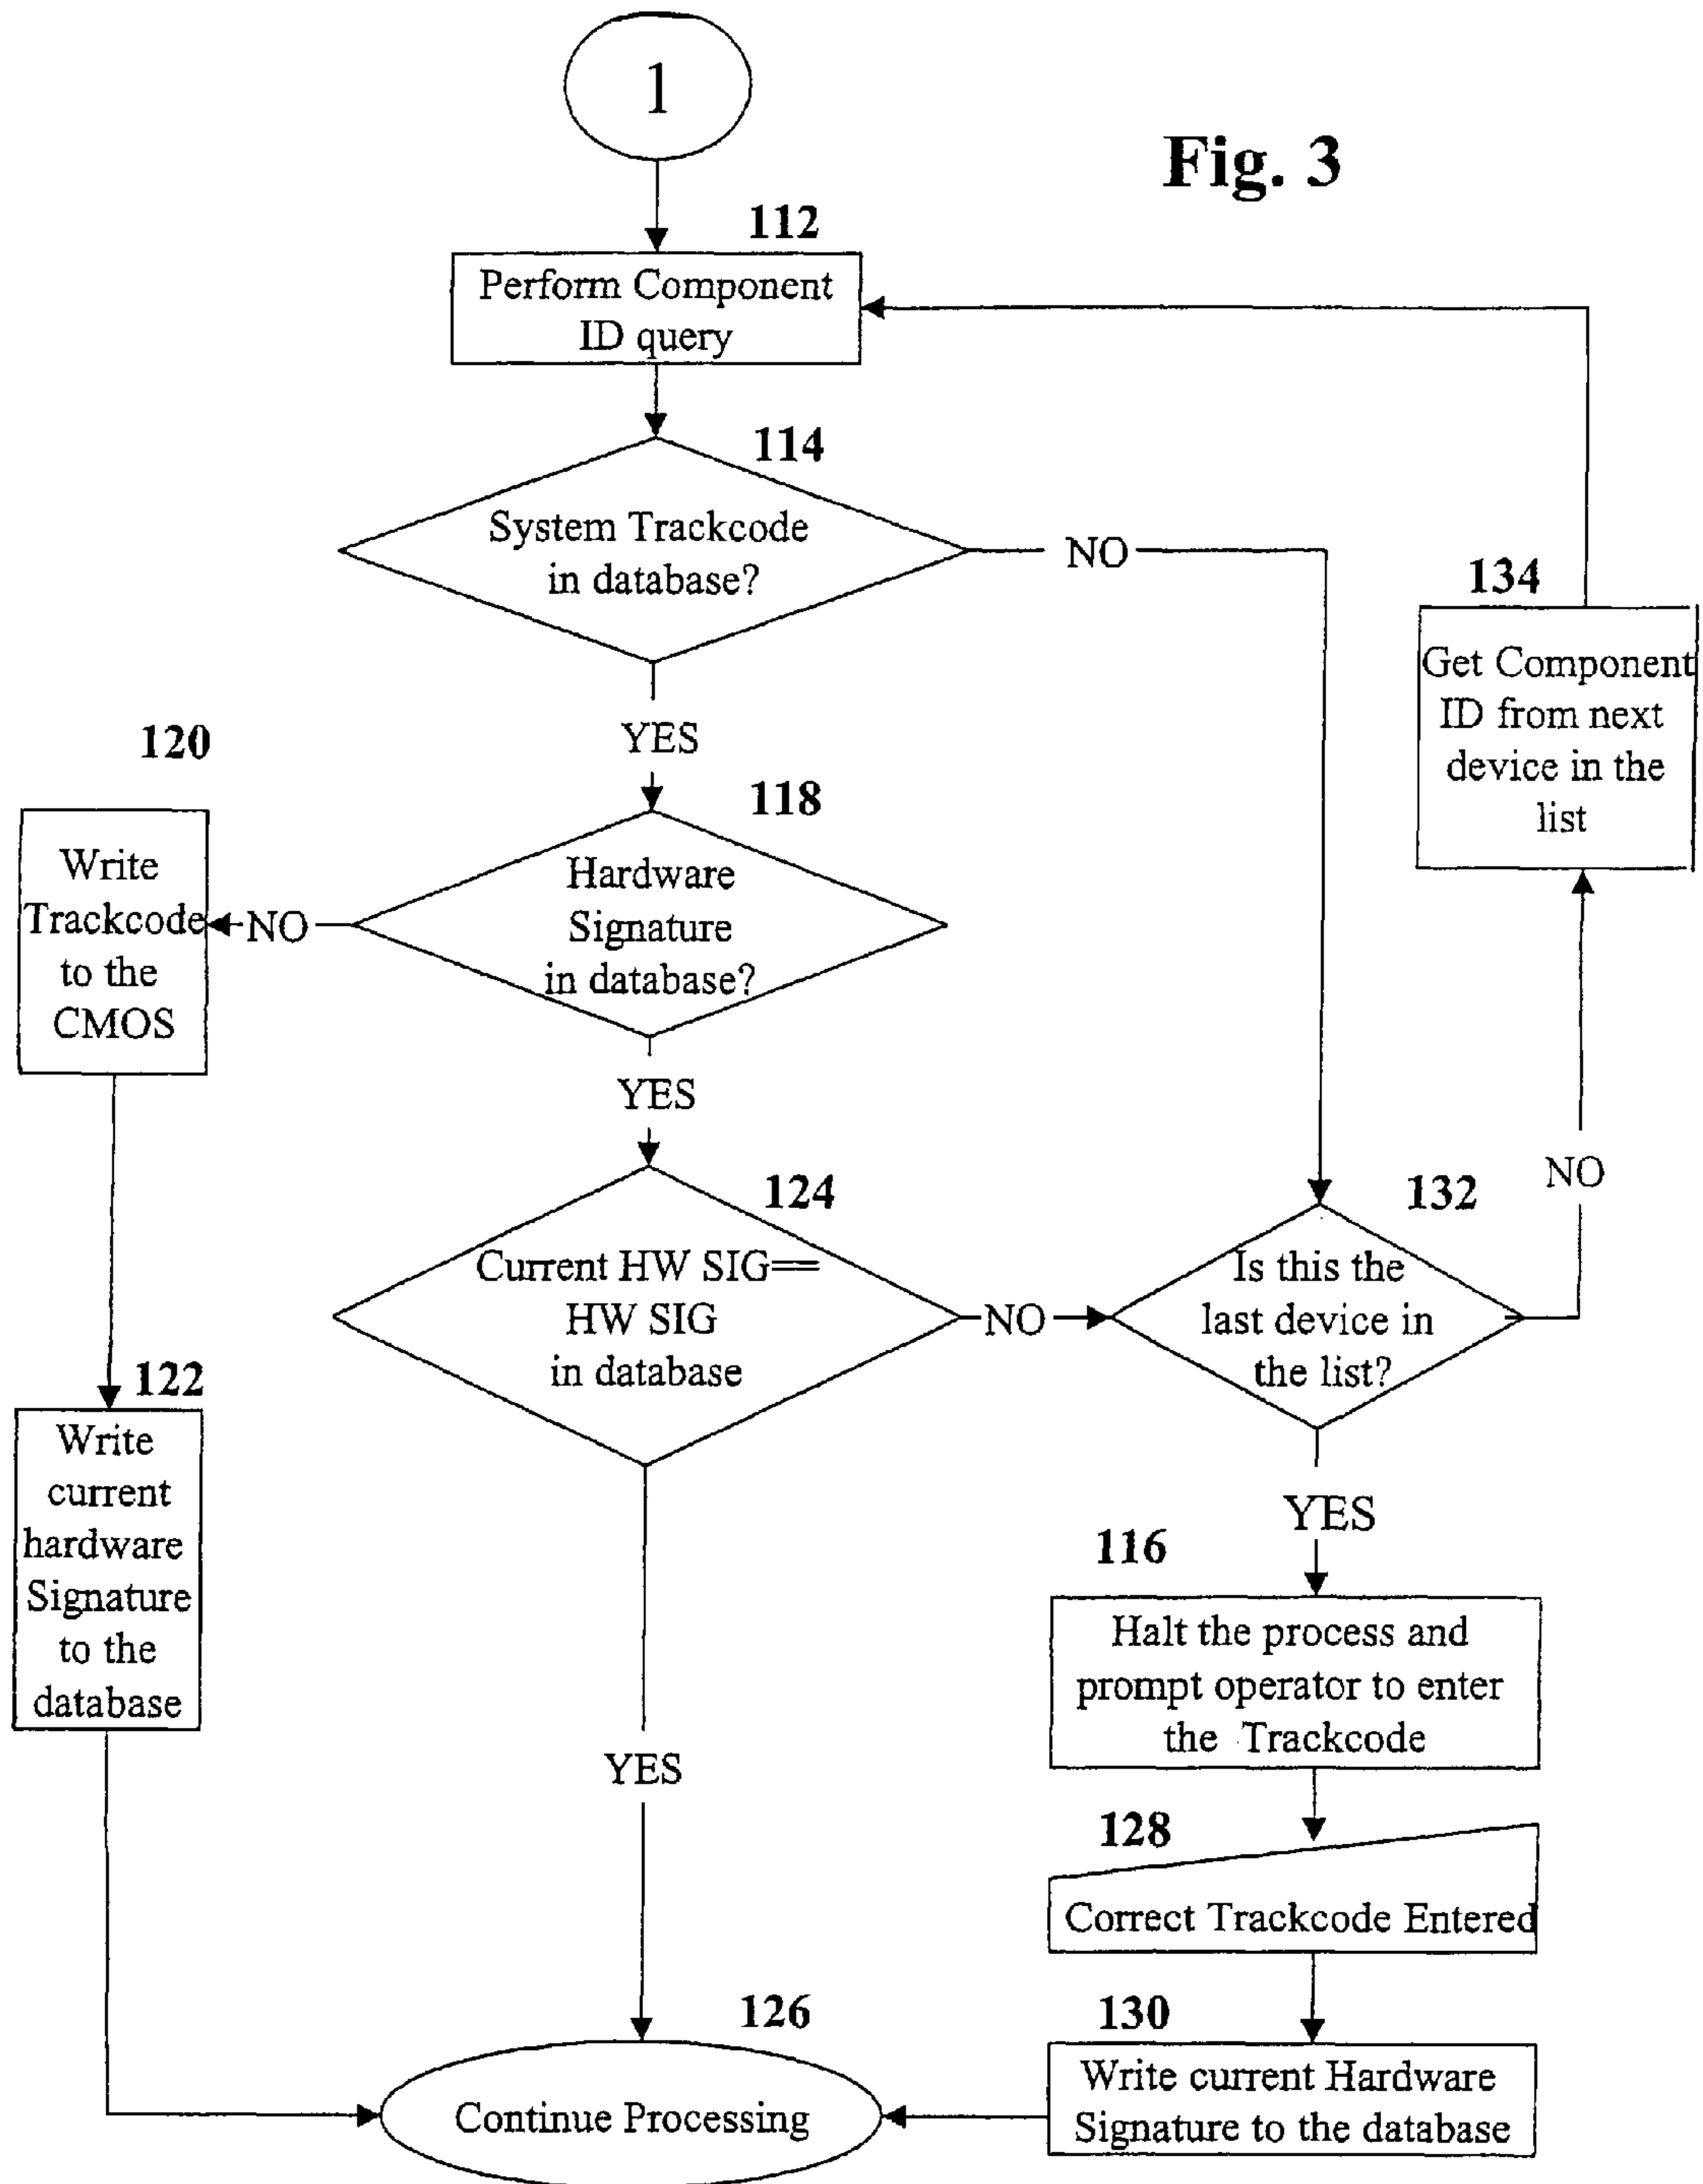 1
Fig. 3
112
Perform Component
ID query
114
System Trackcode
in database?
NO
134
Get Component
ID from next
device in the
list
YES
120
Write
Trackcode
to the
CMOS
118
Hardware
Signature
in database?
NO
YES
124
Current HW SIG==
HW SIG
in database
NO
132
Is this the
last device in
the list?
NO
122
Write
current
hardware
Signature
to the
database
YES
116
Halt the process and
prompt operator to enter
the Trackcode
YES
128
Correct Trackcode Entered
126
Continue Processing
130
Write current Hardware
Signature to the database